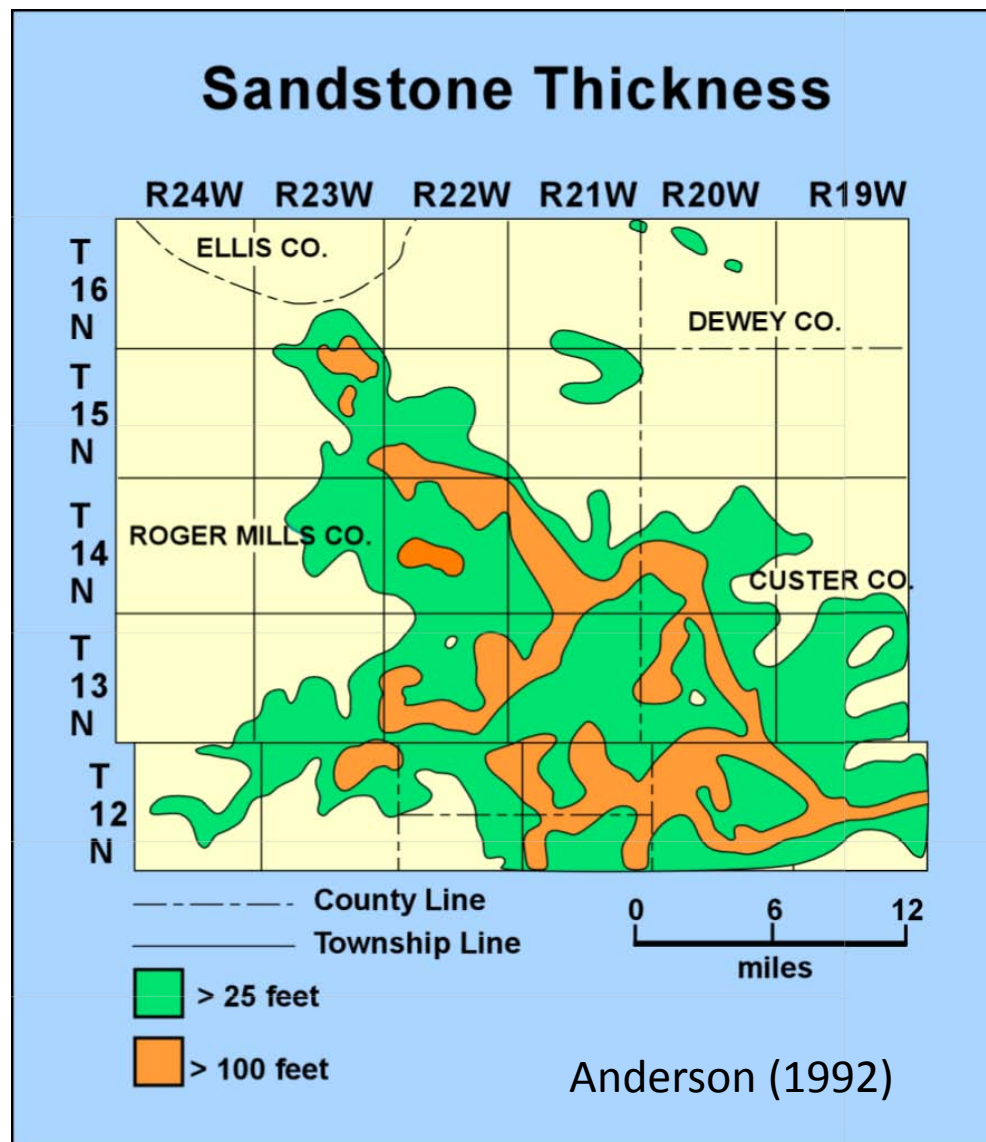 Sandstone Thickness
R24W R23W R22W R21W R20W R19W
T
16
N
ELLIS CO.
DEWEY CO.
T
15
N
T
14
N
ROGER MILLS CO.
CUSTER CO.
T
13
N
T
12
N
County Line
Township Line
0 6 12
miles
> 25 feet
> 100 feet
Anderson (1992)